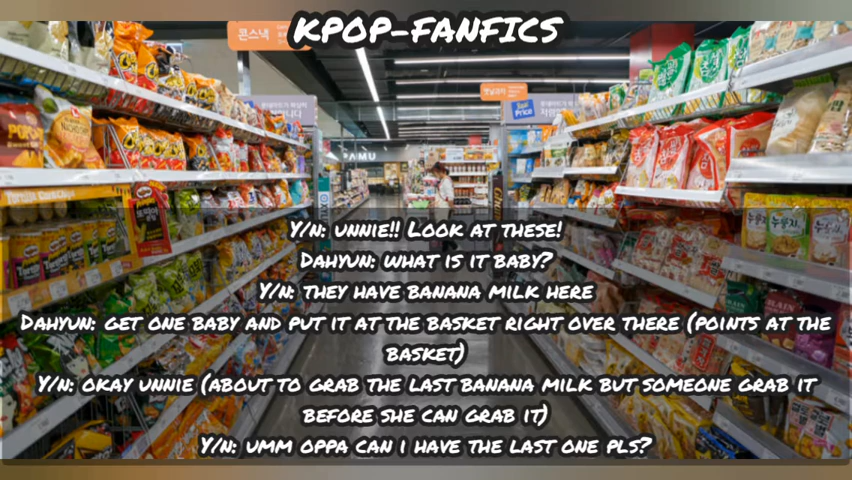 KPOP-FANFICS
콘스낵
Y/N: UNNIE!! LOOK AT THESE!
DAHYUN: WHAT IS IT BABY?
Y/N: THEY HAVE BANANA MILK HERE
DAHYUN: GET ONE BABY AND PUT IT AT THE BASKET RIGHT OVER THERE (POINTS AT THE
BASKET)
Y/N: OKAY UNNIE (ABOUT TO GRAB THE LAST BANANA MILK BUT SOMEONE GRAB IT
BEFORE SHE CAN GRAB IT)
Y/N: UMM OPPA CAN I HAVE THE LAST ONE PLS?